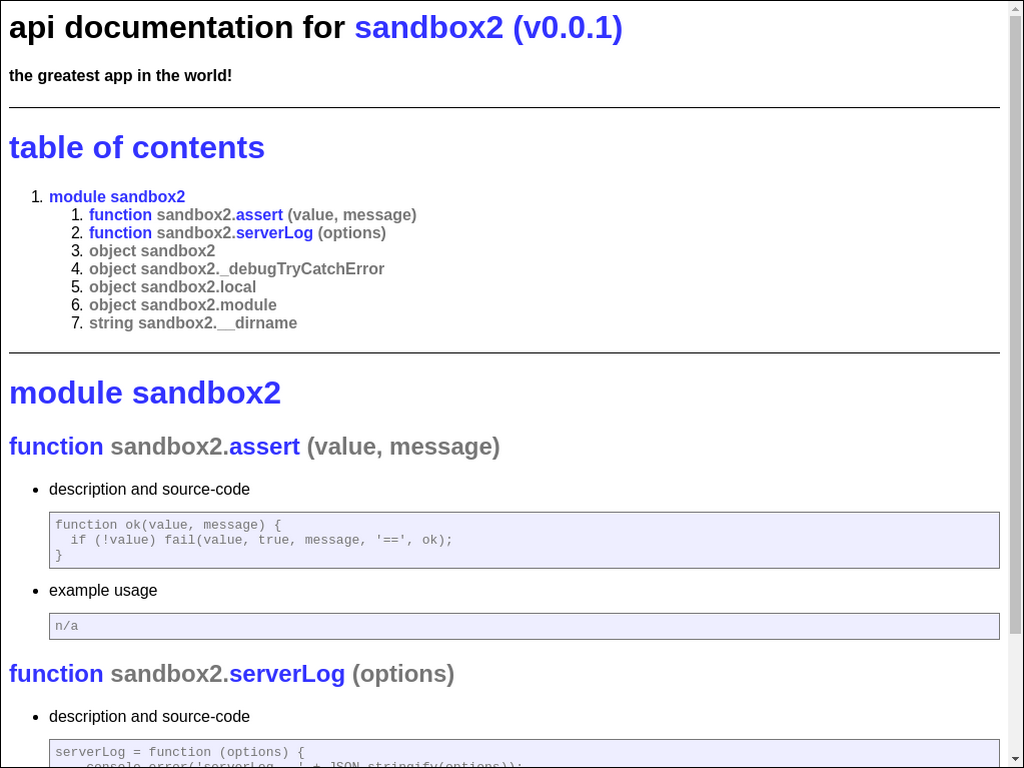 api documentation for sandbox2 (v0.0.1)
the greatest app in the world!
table of contents
1. module sandbox2
1. function sandbox2.assert (value, message)
2. function sandbox2.serverLog (options)
3. object sandbox2
4. object sandbox2._debugTryCatchError
5. object sandbox2.local
6. object sandbox2.module
7. string sandbox2.__dirname
module sandbox2
function sandbox2.assert (value, message)
• description and source-code
function ok(value, message) {
  if (!value) fail(value, true, message, '==', ok);
}
• example usage
n/a
function sandbox2.serverLog (options)
• description and source-code
serverLog = function (options) {
    console.error('serverLog - ' + JSON.stringify(options));